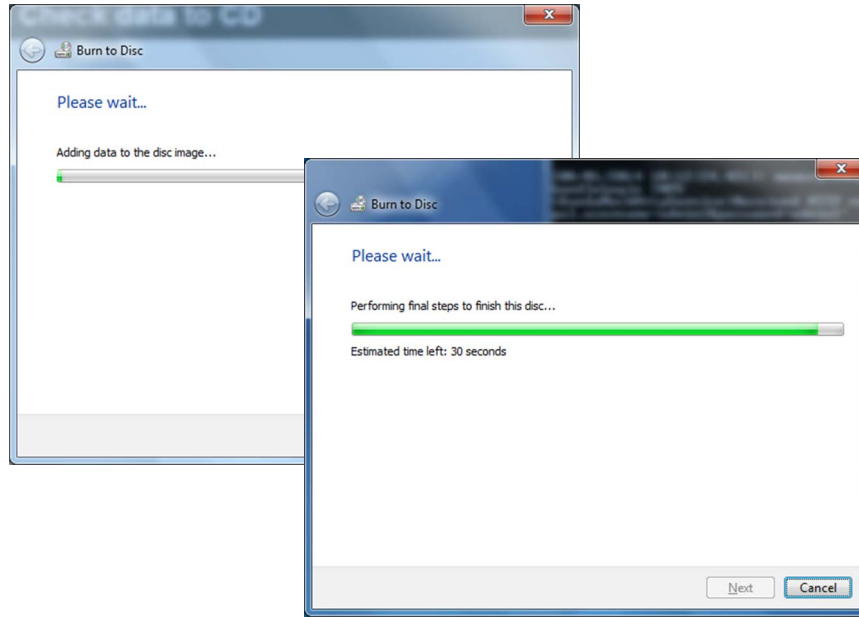 Check data to CD
Burn to Disc
Please wait...
Adding data to the disc image...
Burn to Disc
Please wait...
Performing final steps to finish this disc...
Estimated time left: 30 seconds
Next
Cancel